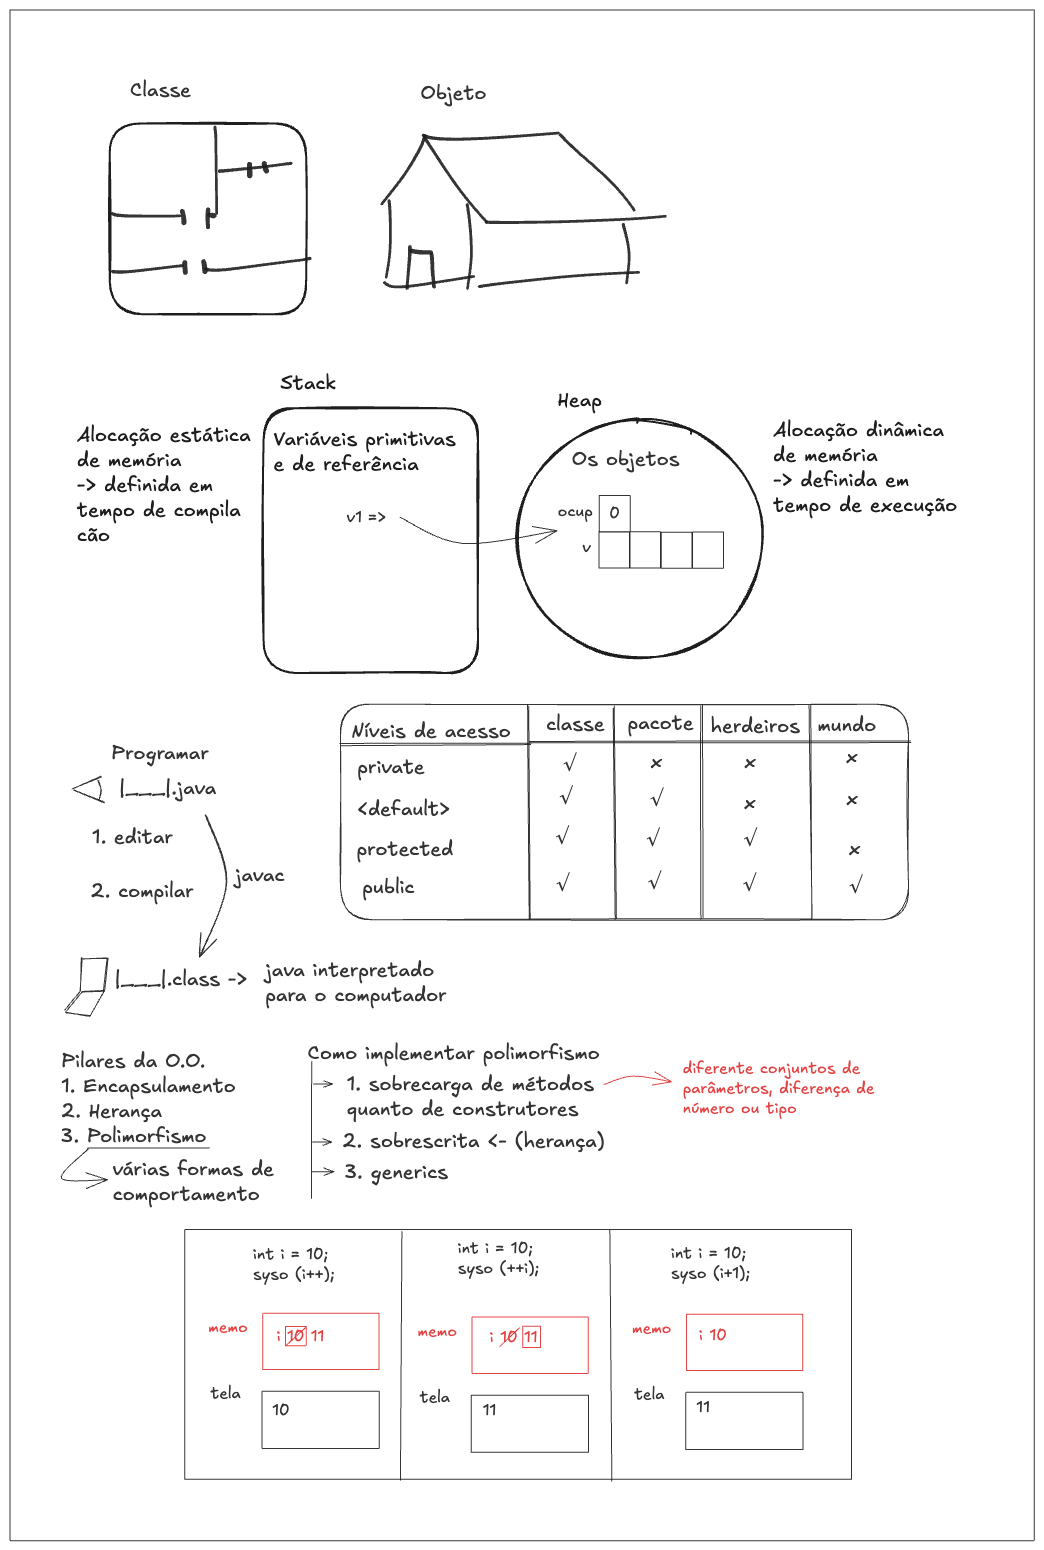 Classe
Objeto
Stack
Heap
Alocação estática
de memória
-> definida em
tempo de compila
cão
Variáveis primitivas
e de referência
v1 =>
Os objetos
ocup 0
v
Alocação dinâmica
de memória
-> definida em
tempo de execução
Níveis de acesso classe pacote herdeiros mundo
private √ x x x
<default> √ √ x x
protected √ √ √ x
public √ √ √ √
Programar
|___|.java
1. editar
2. compilar
javac
|___|.class -> java interpretado
para o computador
Pilares da O.O.
1. Encapsulamento
2. Herança
3. Polimorfismo
várias formas de
comportamento
Como implementar polimorfismo
1. sobrecarga de métodos
quanto de construtores
2. sobrescrita <- (herança)
3. generics
diferente conjuntos de
parâmetros, diferença de
número ou tipo
int i = 10;
syso (i++);
memo
i 10 11
tela
10
int i = 10;
syso (++i);
memo
i 10 11
tela
11
int i = 10;
syso (i+1);
memo
i 10
tela
11